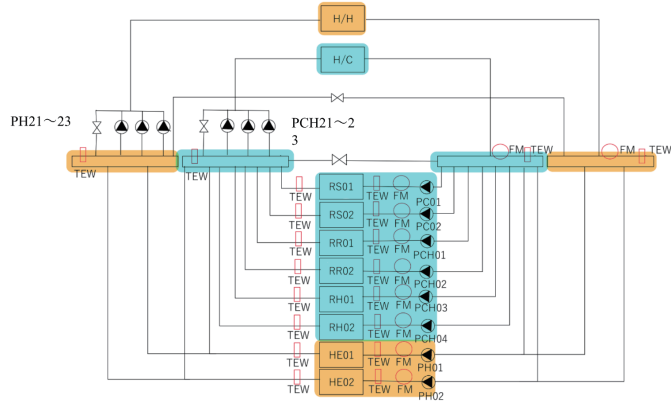 H/H
H/C
PH21～23
PCH21～2
3
FM
TEW
FM
TEW
TEW
TEW
RS01
TEW
TEW
FM
PC01
RS02
TEW
TEW
FM
PC02
RR01
TEW
TEW
FM
PCH01
RR02
TEW
TEW
FM
PCH02
RH01
TEW
TEW
FM
PCH03
RH02
TEW
TEW
FM
PCH04
HE01
TEW
TEW
FM
PH01
HE02
TEW
TEW
FM
PH02